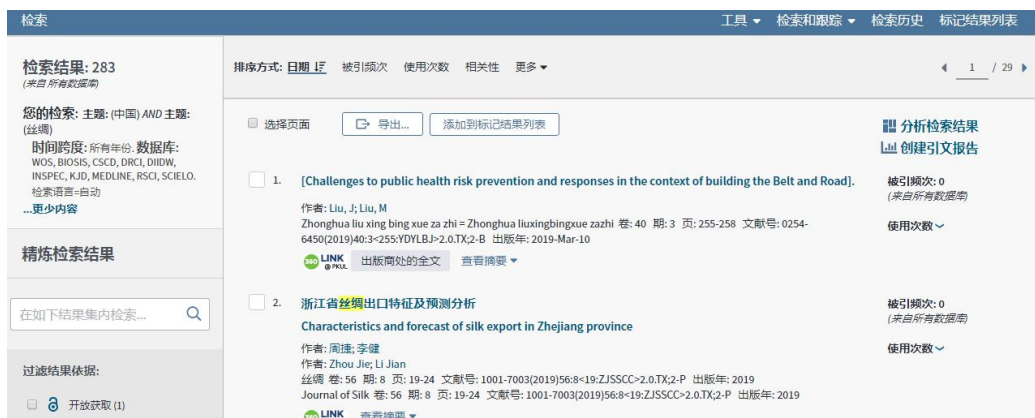 检索
工具 检索和跟踪 检索历史 标记结果列表
检索结果: 283
(来自所有数据库)
您的检索: 主题: (中国) AND 主题:
(丝绸)
时间跨度: 所有年份. 数据库:
WOS, BIOSIS, CSCD, DRCI, DIIDW,
INSPEC, KJD, MEDLINE, RSCI, SCIELO.
检索语言=自动
...更少内容
精炼检索结果
在如下结果集内检索...
过滤结果依据:
开放获取 (1)
排序方式: 日期 被引频次 使用次数 相关性 更多
1 / 29
选择页面 导出... 添加到标记结果列表
分析检索结果
创建引文报告
1. [Challenges to public health risk prevention and responses in the context of building the Belt and Road].
作者: Liu, J; Liu, M
Zhonghua liu xing bing xue za zhi = Zhonghua liuxingbingxue zazhi 卷: 40 期: 3 页: 255-258 文献号: 0254-
6450(2019)40:3<255:YDYLBJ>2.0.TX;2-B 出版年: 2019-Mar-10
360 LINK @ PKUL 出版商处的全文 查看摘要
被引频次: 0
(来自所有数据库)
使用次数
2. 浙江省丝绸出口特征及预测分析
Characteristics and forecast of silk export in Zhejiang province
作者: 周捷; 李健
作者: Zhou Jie; Li Jian
丝绸 卷: 56 期: 8 页: 19-24 文献号: 1001-7003(2019)56:8<19:ZJSSCC>2.0.TX;2-P 出版年: 2019
Journal of Silk 卷: 56 期: 8 页: 19-24 文献号: 1001-7003(2019)56:8<19:ZJSSCC>2.0.TX;2-P 出版年: 2019
360 LINK 查看摘要
被引频次: 0
(来自所有数据库)
使用次数